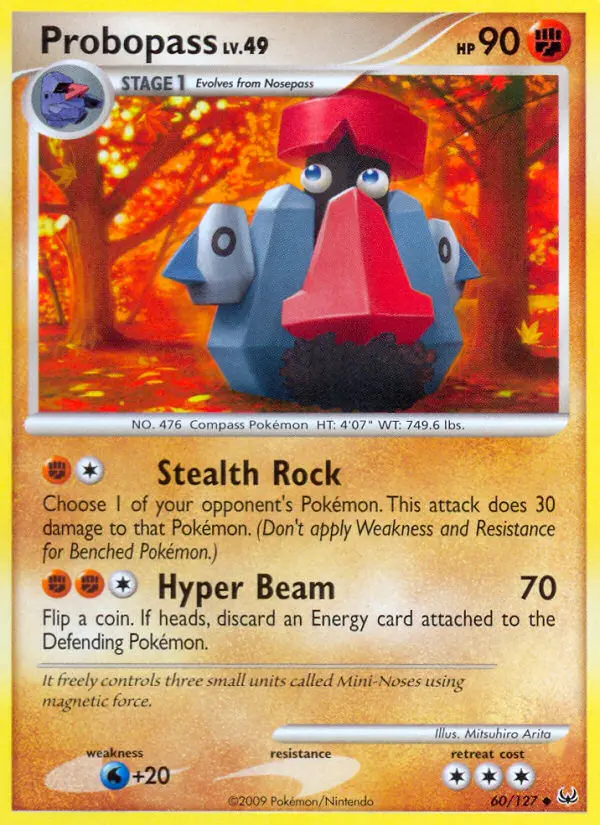 Probopass LV.49 HP 90
STAGE 1 Evolves from Nosepass
NO. 476 Compass Pokémon HT: 4'07" WT: 749.6 lbs.
Stealth Rock
Choose 1 of your opponent's Pokémon. This attack does 30
damage to that Pokémon. (Don't apply Weakness and Resistance
for Benched Pokémon.)
Hyper Beam 70
Flip a coin. If heads, discard an Energy card attached to the
Defending Pokémon.
It freely controls three small units called Mini-Noses using
magnetic force.
Illus. Mitsuhiro Arita
weakness resistance retreat cost
+20
©2009 Pokémon/Nintendo 60/127